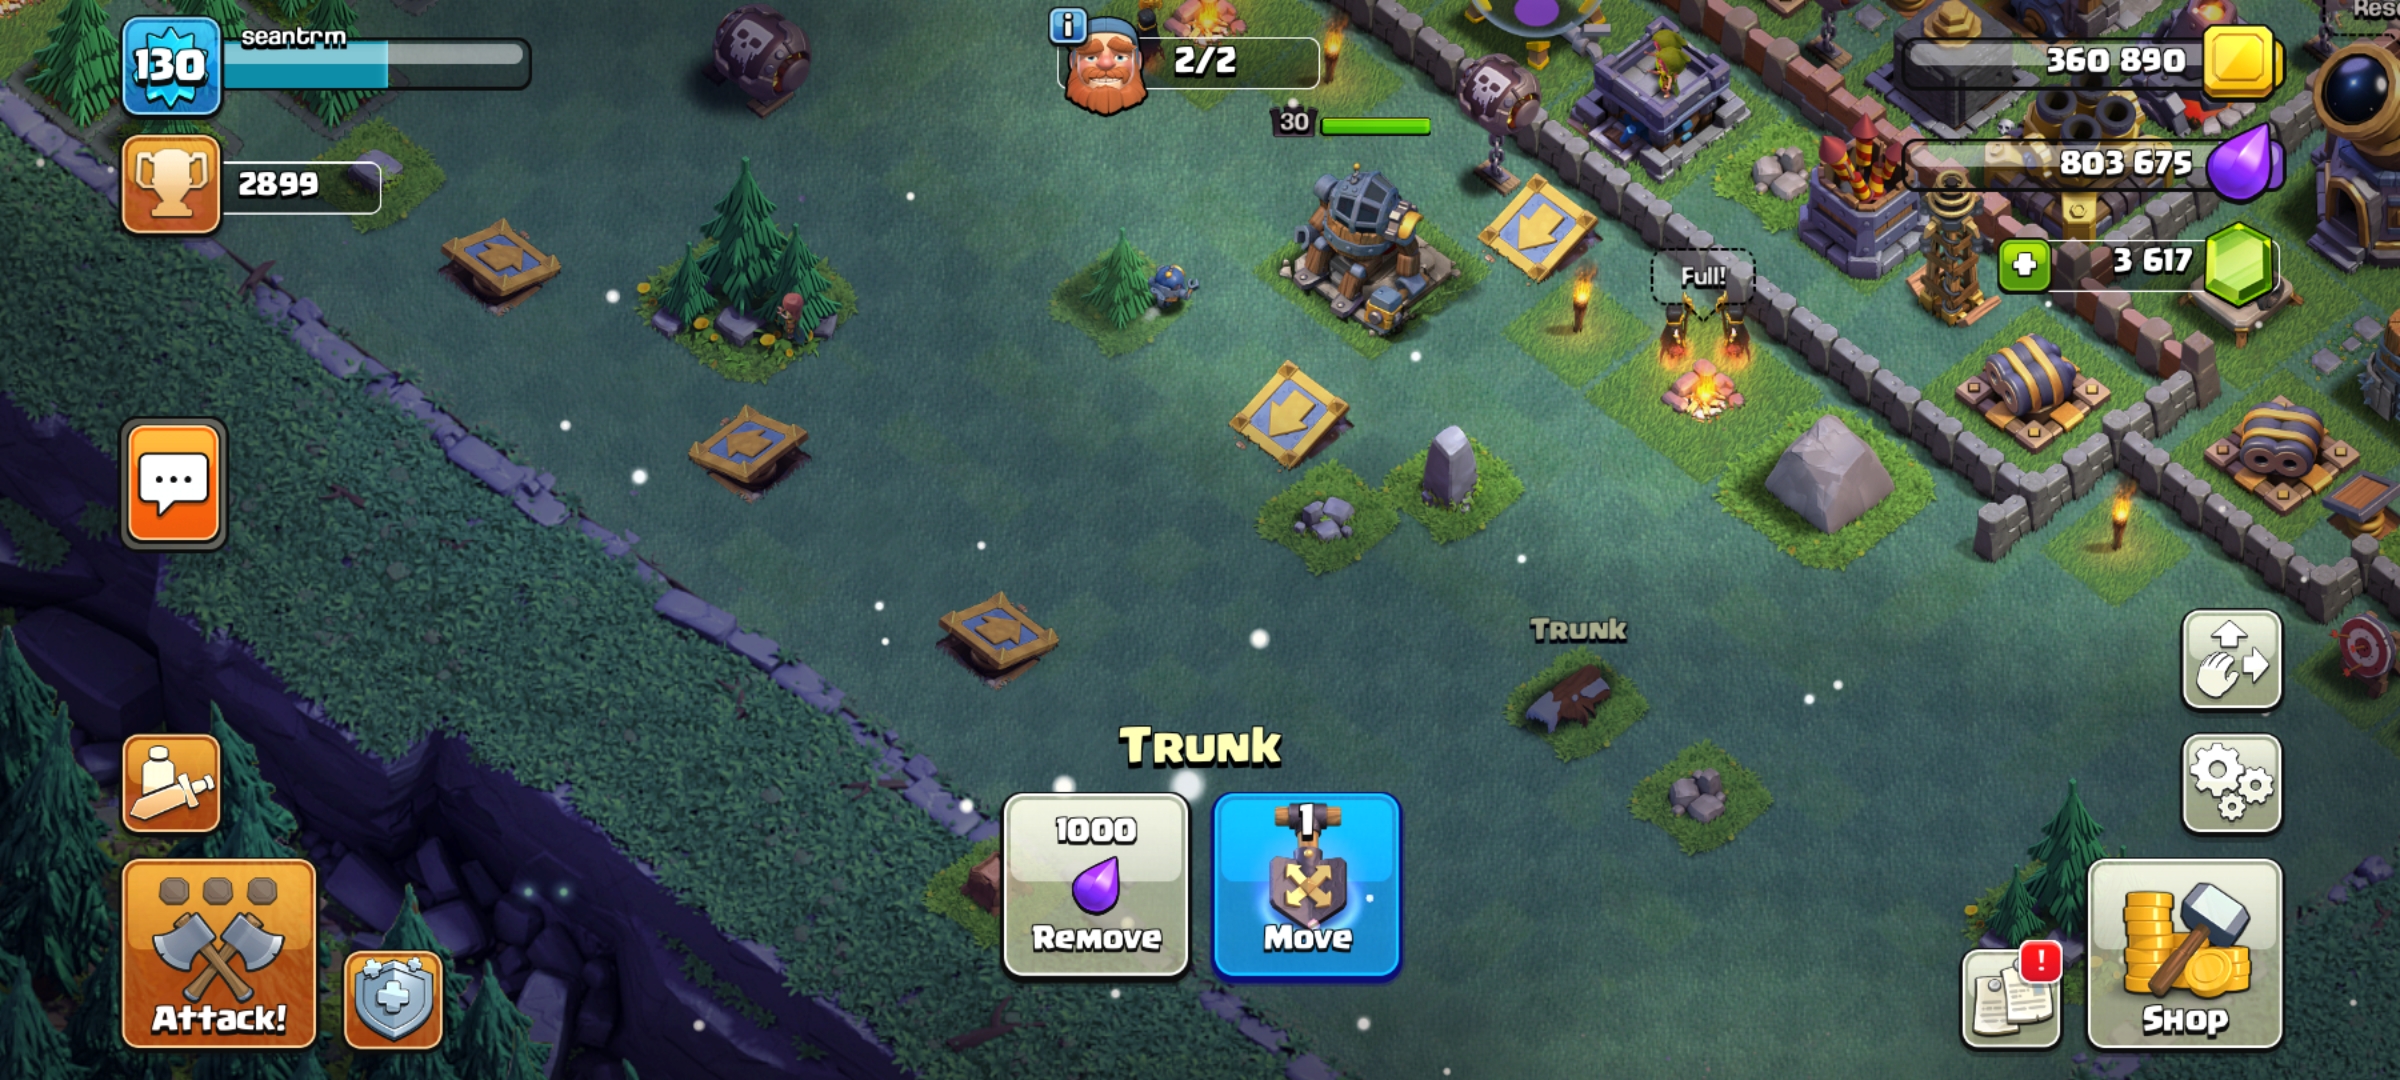 seantrm
130
2/2
360 890
Res
30
2899
803 675
3 617
Full!
Trunk
Trunk
1000
1
Remove
Move
Attack!
!
Shop